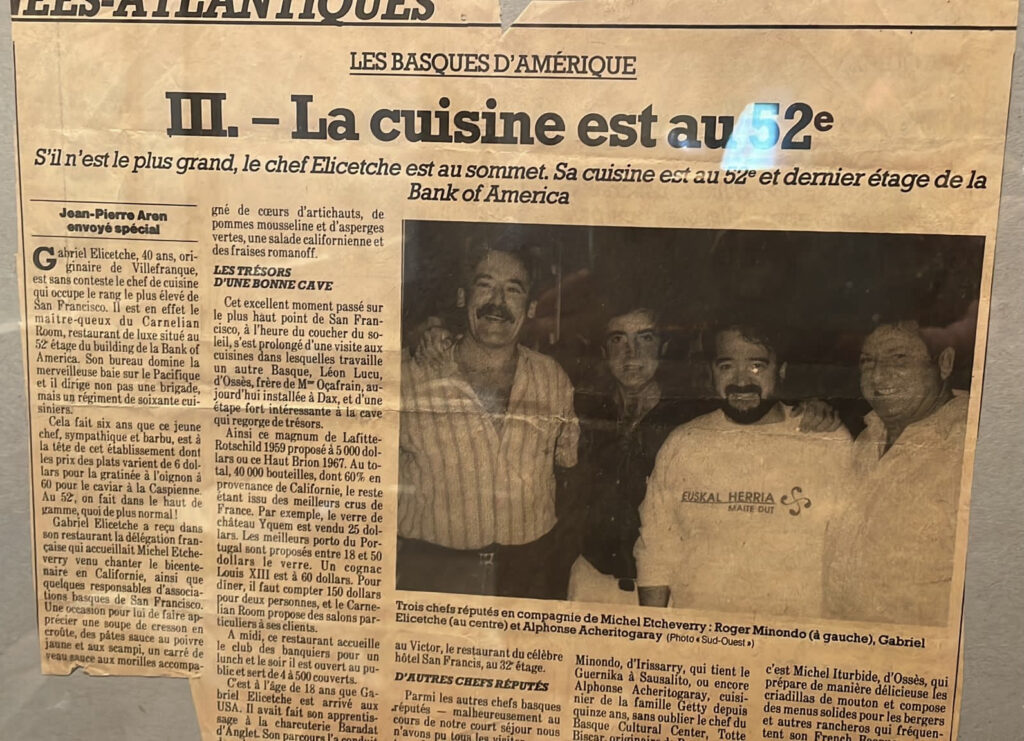 NÉES-ATLANTIQUES
LES BASQUES D'AMÉRIQUE
III. – La cuisine est au 52e
S'il n'est le plus grand, le chef Elicetche est au sommet. Sa cuisine est au 52e et dernier étage de la
Bank of America
Jean-Pierre Aren
envoyé spécial
Gabriel Elicetche, 40 ans, ori-
ginaire de Villefranque,
est sans conteste le chef de cuisine
qui occupe le rang le plus élevé de
San Francisco. Il est en effet le
maître-queux du Carnelian
Room, restaurant de luxe situé au
52e étage du building de la Bank of
America. Son bureau domine la
merveilleuse baie sur le Pacifique
et il dirige non pas une brigade,
mais un régiment de soixante cui-
siniers.
Cela fait six ans que ce jeune
chef, sympathique et barbu, est à
la tête de cet établissement dont
les prix des plats varient de 6 dol-
lars pour la gratinée à l'oignon à
60 pour le caviar à la Caspienne.
Au 52e, on fait dans le haut de
gamme, quoi de plus normal !
Gabriel Elicetche a reçu dans
son restaurant la délégation fran-
çaise qui accueillait Michel Etche-
verry venu chanter le bicente-
naire en Californie, ainsi que
quelques responsables d'associa-
tions basques de San Francisco.
Une occasion pour lui de faire ap-
précier une soupe de cresson en
croûte, des pâtes sauce au poivre
jaune et aux scampi, un carré de
veau sauce aux morilles accompa-
gné de cœurs d'artichauts, de
pommes mousseline et d'asperges
vertes, une salade californienne et
des fraises romanoff.
LES TRÉSORS
D'UNE BONNE CAVE
Cet excellent moment passé sur
le plus haut point de San Fran-
cisco, à l'heure du coucher du so-
leil, s'est prolongé d'une visite aux
cuisines dans lesquelles travaille
un autre Basque, Léon Lucu,
d'Ossès, frère de Mme Oçafrain, au-
jourd'hui installée à Dax, et d'une
étape fort intéressante à la cave
qui regorge de trésors.
Ainsi ce magnum de Lafitte-
Rotschild 1959 proposé à 5 000 dol-
lars ou ce Haut Brion 1967. Au to-
tal, 40 000 bouteilles, dont 60% en
provenance de Californie, le reste
étant issu des meilleurs crus de
France. Par exemple, le verre de
château Yquem est vendu 25 dol-
lars. Les meilleurs porto du Por-
tugal sont proposés entre 18 et 50
dollars le verre. Un cognac
Louis XIII est à 60 dollars. Pour
dîner, il faut compter 150 dollars
pour deux personnes, et le Carne-
lian Room propose des salons par-
ticuliers à ses clients.
A midi, ce restaurant accueille
le club des banquiers pour un
lunch et le soir il est ouvert au pu-
blic et sert de 4 à 500 couverts.
C'est à l'âge de 18 ans que Ga-
briel Elicetche est arrivé aux
USA. Il avait fait son apprentis-
sage à la charcuterie Baradat
d'Anglet. Son parcours l'a conduit
EUSKAL HERRIA
MAITE DUT
Trois chefs réputés en compagnie de Michel Etcheverry : Roger Minondo (à gauche), Gabriel
Elicetche (au centre) et Alphonse Acheritogaray (Photo « Sud-Ouest »)
au Victor, le restaurant du célèbre
hôtel San Francis, au 32e étage.
D'AUTRES CHEFS RÉPUTÉS
Parmi les autres chefs basques
réputés — malheureusement au
cours de notre court séjour nous
n'avons pu tous les visiter
Minondo, d'Irissarry, qui tient le
Guernika à Sausalito, ou encore
Alphonse Acheritogaray, cuisi-
nier de la famille Getty depuis
quinze ans, sans oublier le chef du
Basque Cultural Center, Totte
Biscar, originaire de
c'est Michel Iturbide, d'Ossès, qui
prépare de manière délicieuse les
criadillas de mouton et compose
des menus solides pour les bergers
et autres rancheros qui fréquen-
tent son French